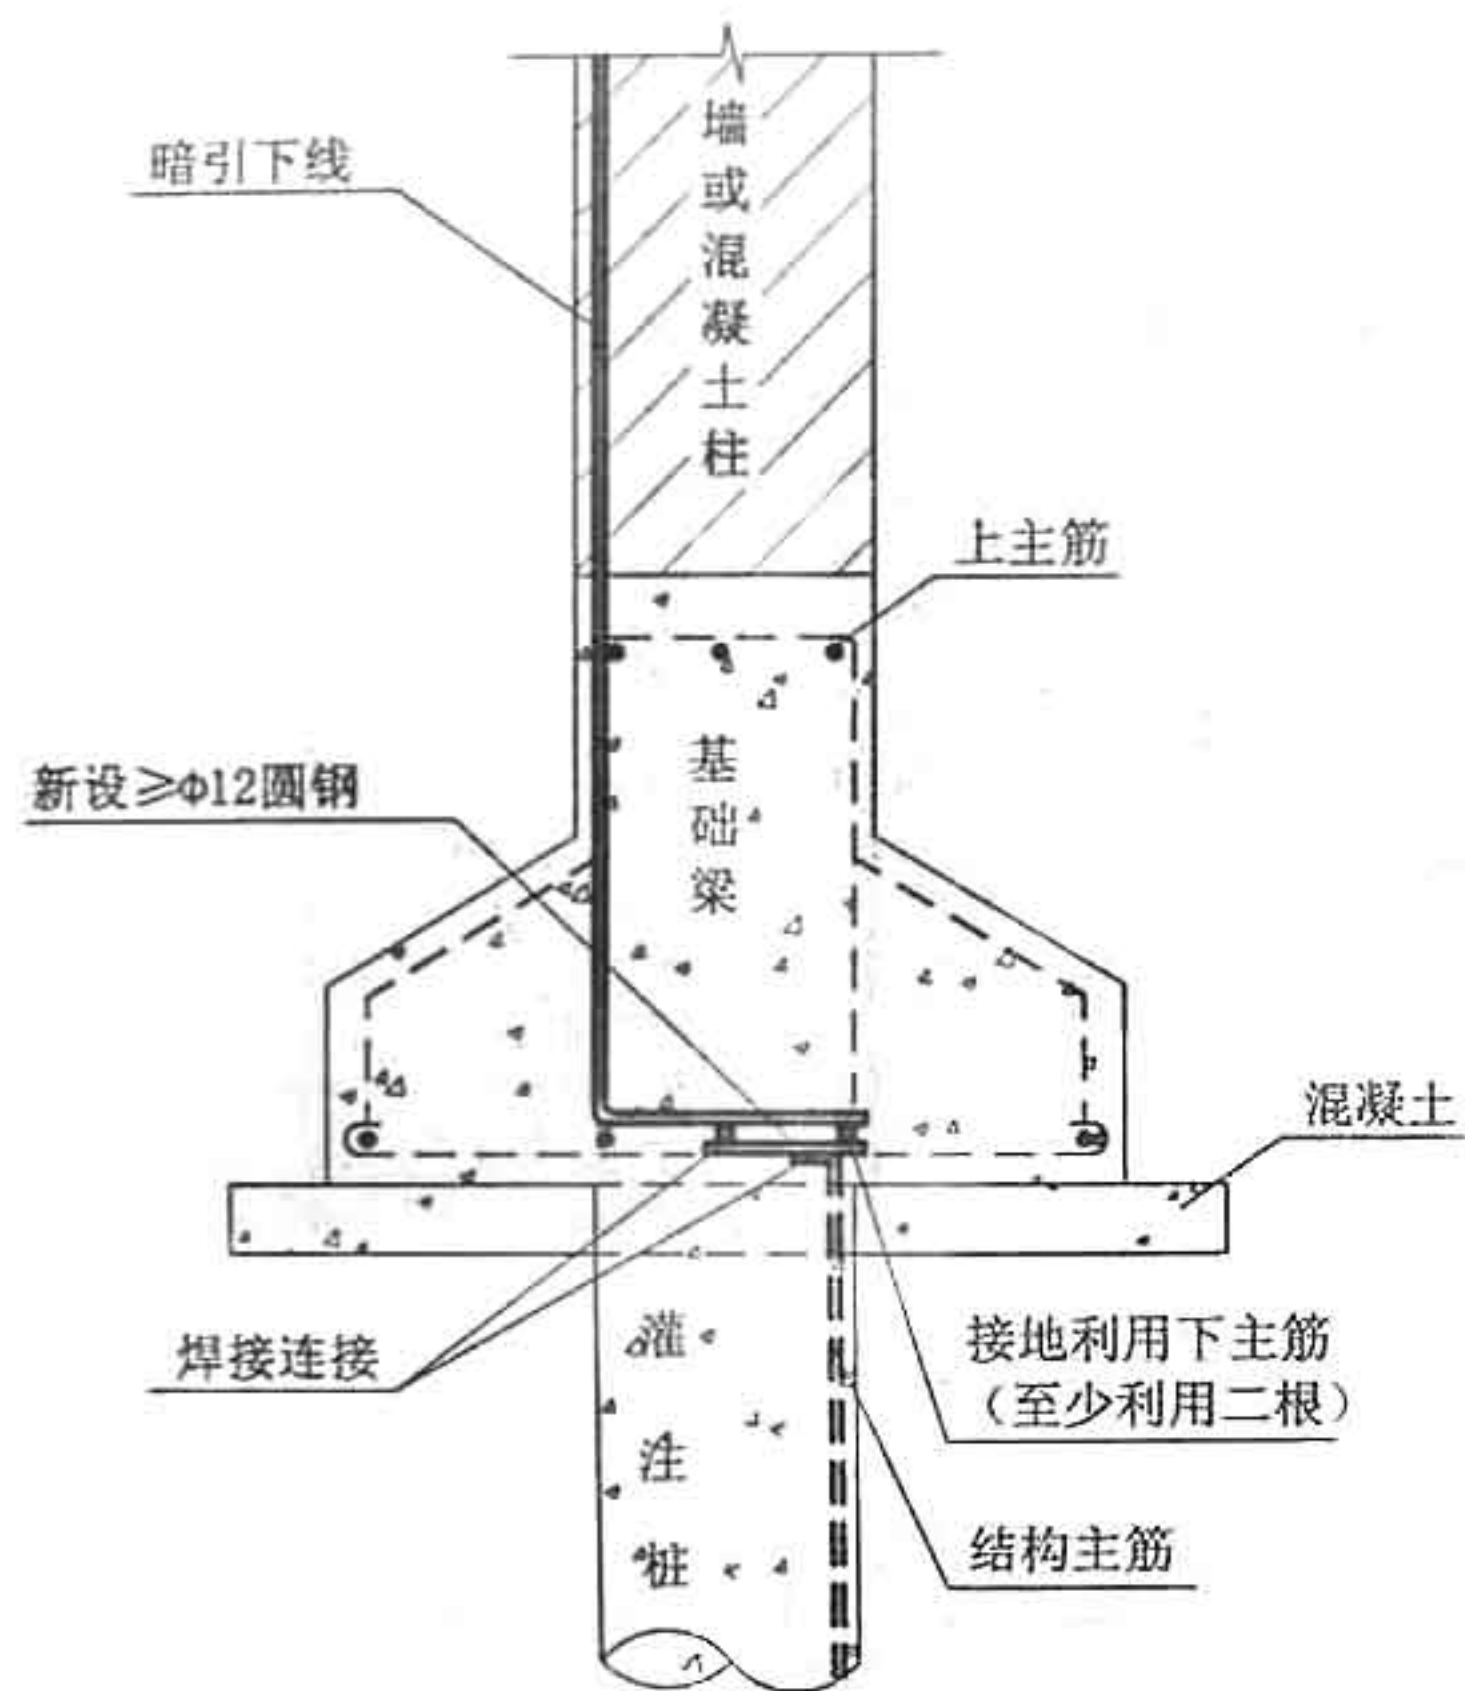 墙或混凝土柱
暗引下线
上主筋
新设≥Φ12圆钢
基础梁
混凝土
焊接连接
灌注桩
接地利用下主筋
（至少利用二根）
结构主筋